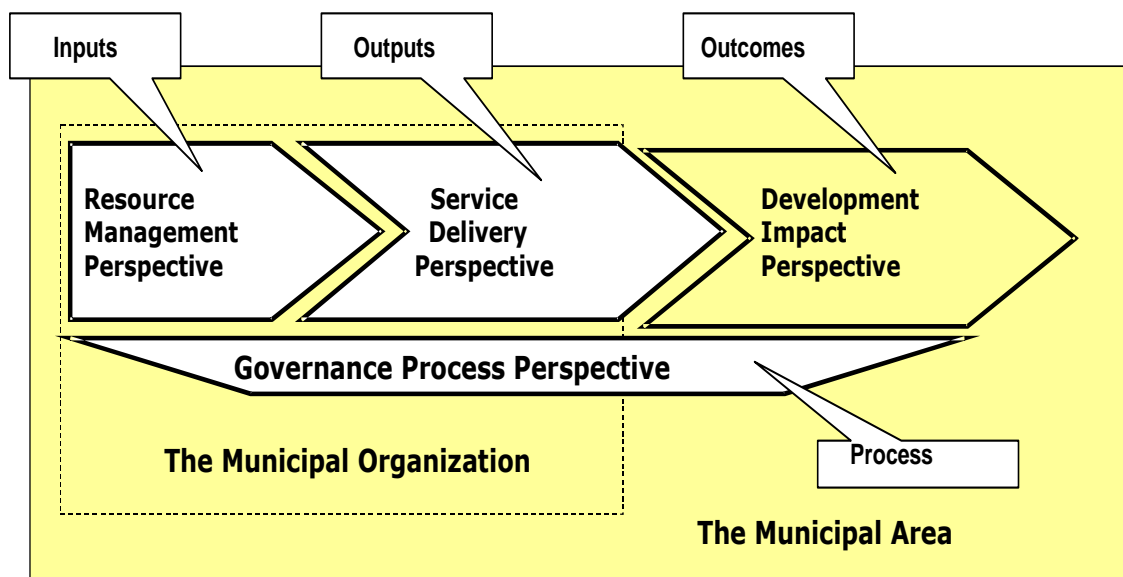 Inputs
Outputs
Outcomes
Resource
Management
Perspective
Service
Delivery
Perspective
Development
Impact
Perspective
Governance Process Perspective
The Municipal Organization
Process
The Municipal Area